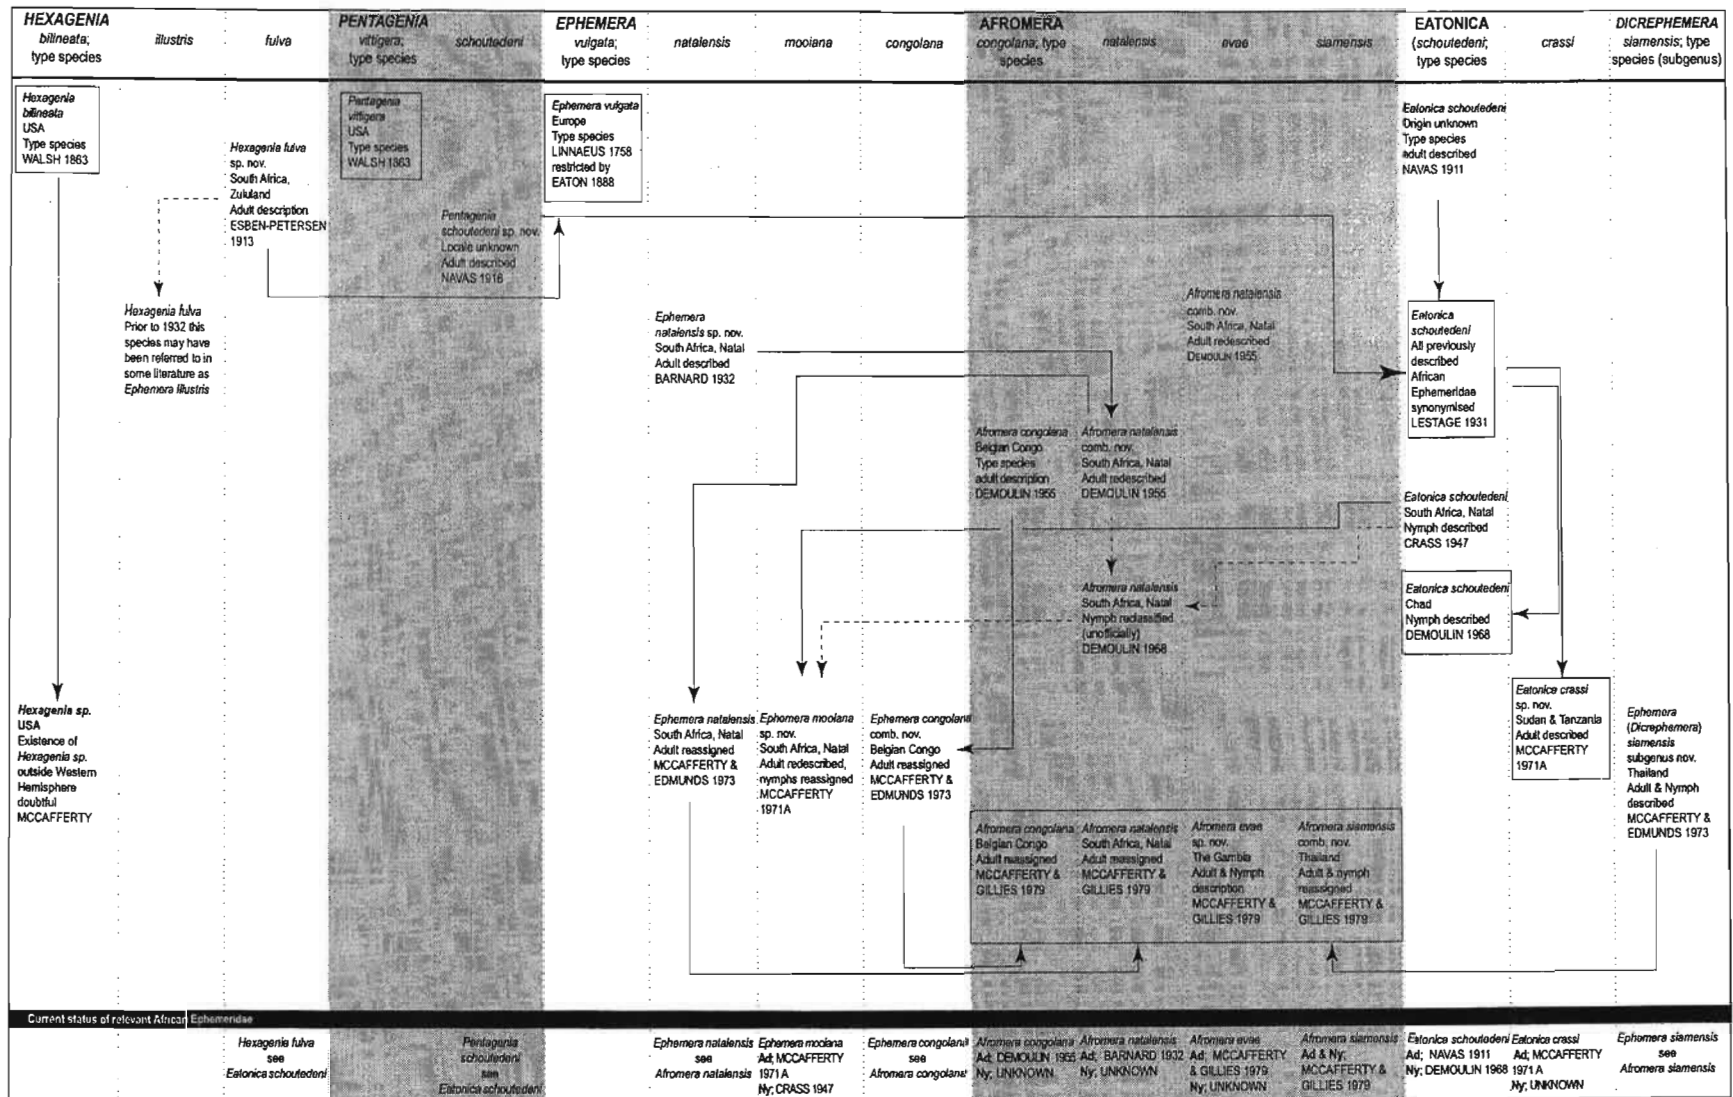 HEXAGENIA
bilineata;
type species
illustris
fulva
PENTAGENIA
vittigera;
type species
schoutedeni
EPHEMERA
vulgata;
type species
natalensis
mooiana
congolana
AFROMERA
congolana; type
species
natalensis
evae
siamensis
EATONICA
(schoutedeni;
type species
crassi
DICREPHEMERA
siamensis; type
species (subgenus)
Hexagenia
bilineata
USA
Type species
WALSH 1863
Hexagenia fulva
sp. nov.
South Africa,
Zululand
Adult description
ESBEN-PETERSEN
1913
Pentagenia
vittigera
USA
Type species
WALSH 1863
Pentagenia
schoutedeni sp. nov.
Locale unknown
Adult described
NAVAS 1916
Ephemera vulgata
Europe
Type species
LINNAEUS 1758
restricted by
EATON 1888
Eatonica schoutedeni
Origin unknown
Type species
adult described
NAVAS 1911
Hexagenia fulva
Prior to 1932 this
species may have
been referred to in
some literature as
Ephemera illustris
Ephemera
natalensis sp. nov.
South Africa, Natal
Adult described
BARNARD 1932
Afromera natalensis
comb. nov.
South Africa, Natal
Adult redescribed
DEMOULIN 1955
Eatonica
schoutedeni
All previously
described
African
Ephemeridae
synonymised
LESTAGE 1931
Afromera congolana
Belgian Congo
Type species
adult description
DEMOULIN 1955
Afromera natalensis
comb. nov.
South Africa, Natal
Adult redescribed
DEMOULIN 1955
Eatonica schoutedeni
South Africa, Natal
Nymph described
CRASS 1947
Afromera natalensis
South Africa, Natal
Nymph reclassified
(unofficially)
DEMOULIN 1968
Eatonica schoutedeni
Chad
Nymph described
DEMOULIN 1968
Hexagenia sp.
USA
Existence of
Hexagenia sp.
outside Western
Hemisphere
doubtful
MCCAFFERTY
Ephemera natalensis
South Africa, Natal
Adult reassigned
MCCAFFERTY &
EDMUNDS 1973
Ephemera mooiana
sp. nov.
South Africa, Natal
Adult redescribed,
nymphs reassigned
MCCAFFERTY
1971A
Ephemera congolana
comb. nov.
Belgian Congo
Adult reassigned
MCCAFFERTY &
EDMUNDS 1973
Eatonica crassi
sp. nov.
Sudan & Tanzania
Adult described
MCCAFFERTY
1971A
Ephemera
(Dicrephemera)
siamensis
subgenus nov.
Thailand
Adult & Nymph
described
MCCAFFERTY &
EDMUNDS 1973
Afromera congolana
Belgian Congo
Adult reassigned
MCCAFFERTY &
GILLIES 1979
Afromera natalensis
South Africa, Natal
Adult reassigned
MCCAFFERTY &
GILLIES 1979
Afromera evae
sp. nov.
The Gambia
Adult & Nymph
description
MCCAFFERTY &
GILLIES 1979
Afromera siamensis
comb. nov.
Thailand
Adult & nymph
reassigned
MCCAFFERTY &
GILLIES 1979
Current status of relevant African Ephemeridae
Hexagenia fulva
see
Eatonica schoutedeni
Pentagenia
schoutedeni
see
Eatonica schoutedeni
Ephemera natalensis
see
Afromera natalensis
Ephemera mooiana
Ad; MCCAFFERTY
1971A
Ny; CRASS 1947
Ephemera congolana
see
Afromera congolana
Afromera congolana
Ad; DEMOULIN 1955
Ny; UNKNOWN
Afromera natalensis
Ad; BARNARD 1932
Ny; UNKNOWN
Afromera evae
Ad; MCCAFFERTY
& GILLIES 1979
Ny; UNKNOWN
Afromera siamensis
Ad & Ny;
MCCAFFERTY &
GILLIES 1979
Eatonica schoutedeni
Ad; NAVAS 1911
Ny; DEMOULIN 1968
Eatonica crassi
Ad; MCCAFFERTY
1971A
Ny; UNKNOWN
Ephemera siamensis
see
Afromera siamensis